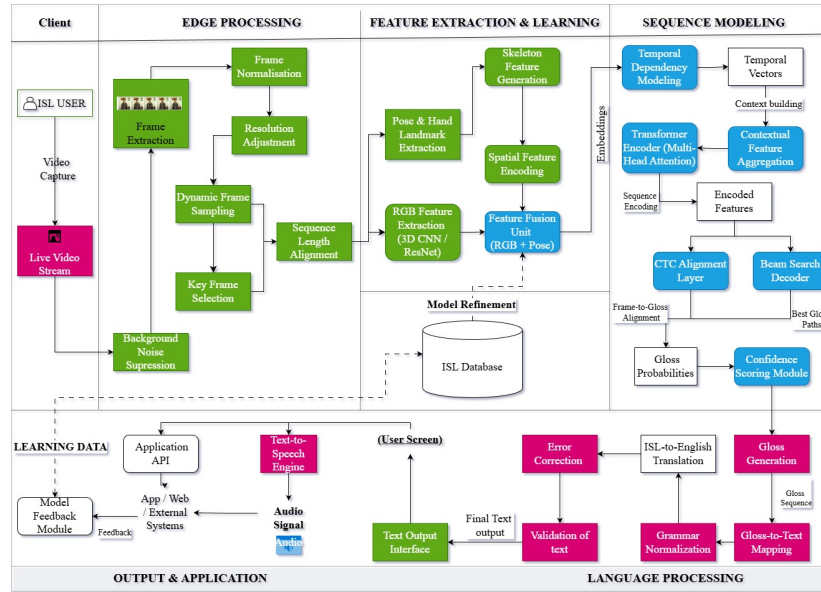 Client
EDGE PROCESSING
FEATURE EXTRACTION & LEARNING
SEQUENCE MODELING
ISL USER
Video
Capture
Live Video
Stream
Frame
Extraction
Frame
Normalisation
Resolution
Adjustment
Dynamic Frame
Sampling
Key Frame
Selection
Background
Noise
Supression
Sequence
Length
Alignment
Pose & Hand
Landmark
Extraction
Skeleton
Feature
Generation
Spatial Feature
Encoding
RGB Feature
Extraction
(3D CNN /
ResNet)
Feature Fusion
Unit
(RGB + Pose)
Embeddings
Model Refinement
ISL Database
Temporal
Dependency
Modeling
Temporal
Vectors
Context building
Transformer
Encoder (Multi-
Head Attention)
Contextual
Feature
Aggregation
Sequence
Encoding
Encoded
Features
CTC Alignment
Layer
Beam Search
Decoder
Frame-to-Gloss
Alignment
Best Glo
Paths
Gloss
Probabilities
Confidence
Scoring Module
LEARNING DATA
Application
API
Text-to-
Speech
Engine
(User Screen)
Error
Correction
ISL-to-English
Translation
Gloss
Generation
Gloss
Sequence
Model
Feedback
Module
Feedback
App / Web
/ External
Systems
Audio
Signal
Audio
Text Output
Interface
Final Text
output
Validation of
text
Grammar
Normalization
Gloss-to-Text
Mapping
OUTPUT & APPLICATION
LANGUAGE PROCESSING